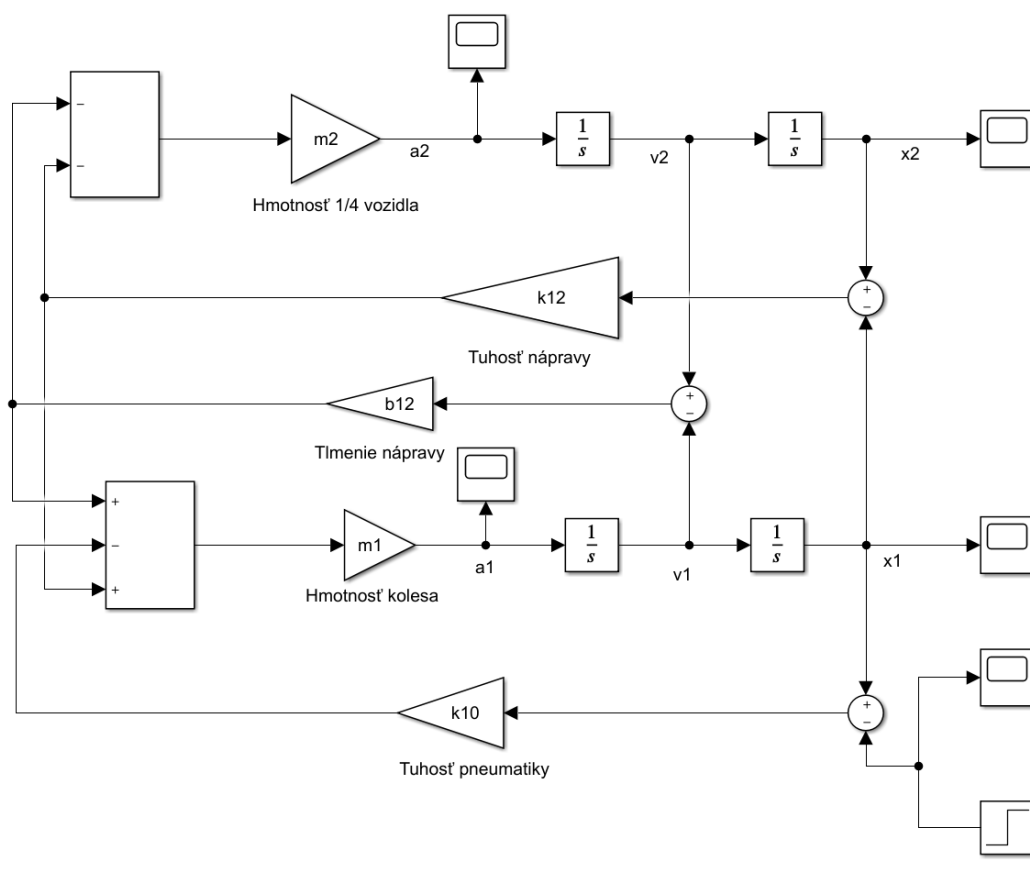 −
−
m2
a2
1
s
v2
1
s
x2
Hmotnosť 1/4 vozidla
k12
+
−
Tuhosť nápravy
b12
+
−
Tlmenie nápravy
+
−
+
m1
a1
1
s
v1
1
s
x1
Hmotnosť kolesa
k10
+
−
Tuhosť pneumatiky